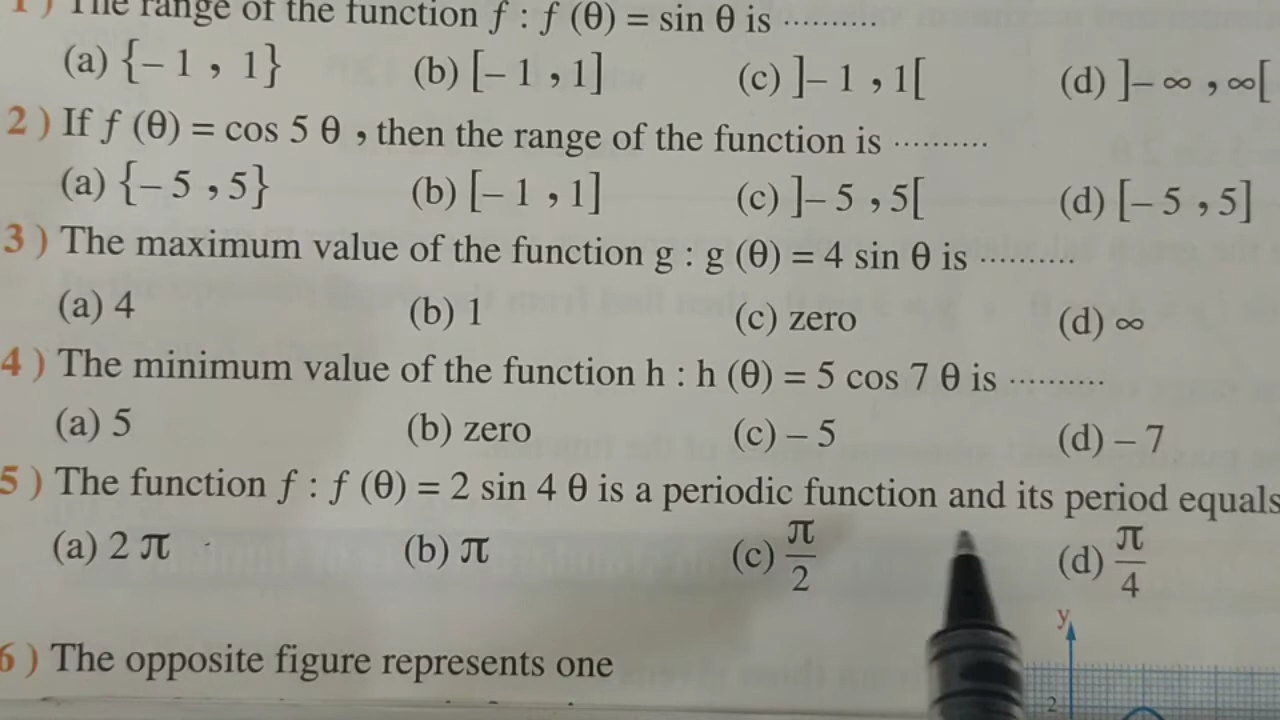 1 ) The range of the function f : f (θ) = sin θ is ..........
(a) {– 1 , 1} (b) [– 1 , 1] (c) ]– 1 , 1[ (d) ]– ∞ , ∞[
2 ) If f (θ) = cos 5 θ , then the range of the function is ..........
(a) {– 5 , 5} (b) [– 1 , 1] (c) ]– 5 , 5[ (d) [– 5 , 5]
3 ) The maximum value of the function g : g (θ) = 4 sin θ is ..........
(a) 4 (b) 1 (c) zero (d) ∞
4 ) The minimum value of the function h : h (θ) = 5 cos 7 θ is ..........
(a) 5 (b) zero (c) – 5 (d) – 7
5 ) The function f : f (θ) = 2 sin 4 θ is a periodic function and its period equals
(a) 2 π (b) π (c) π/2 (d) π/4
y
6 ) The opposite figure represents one
2